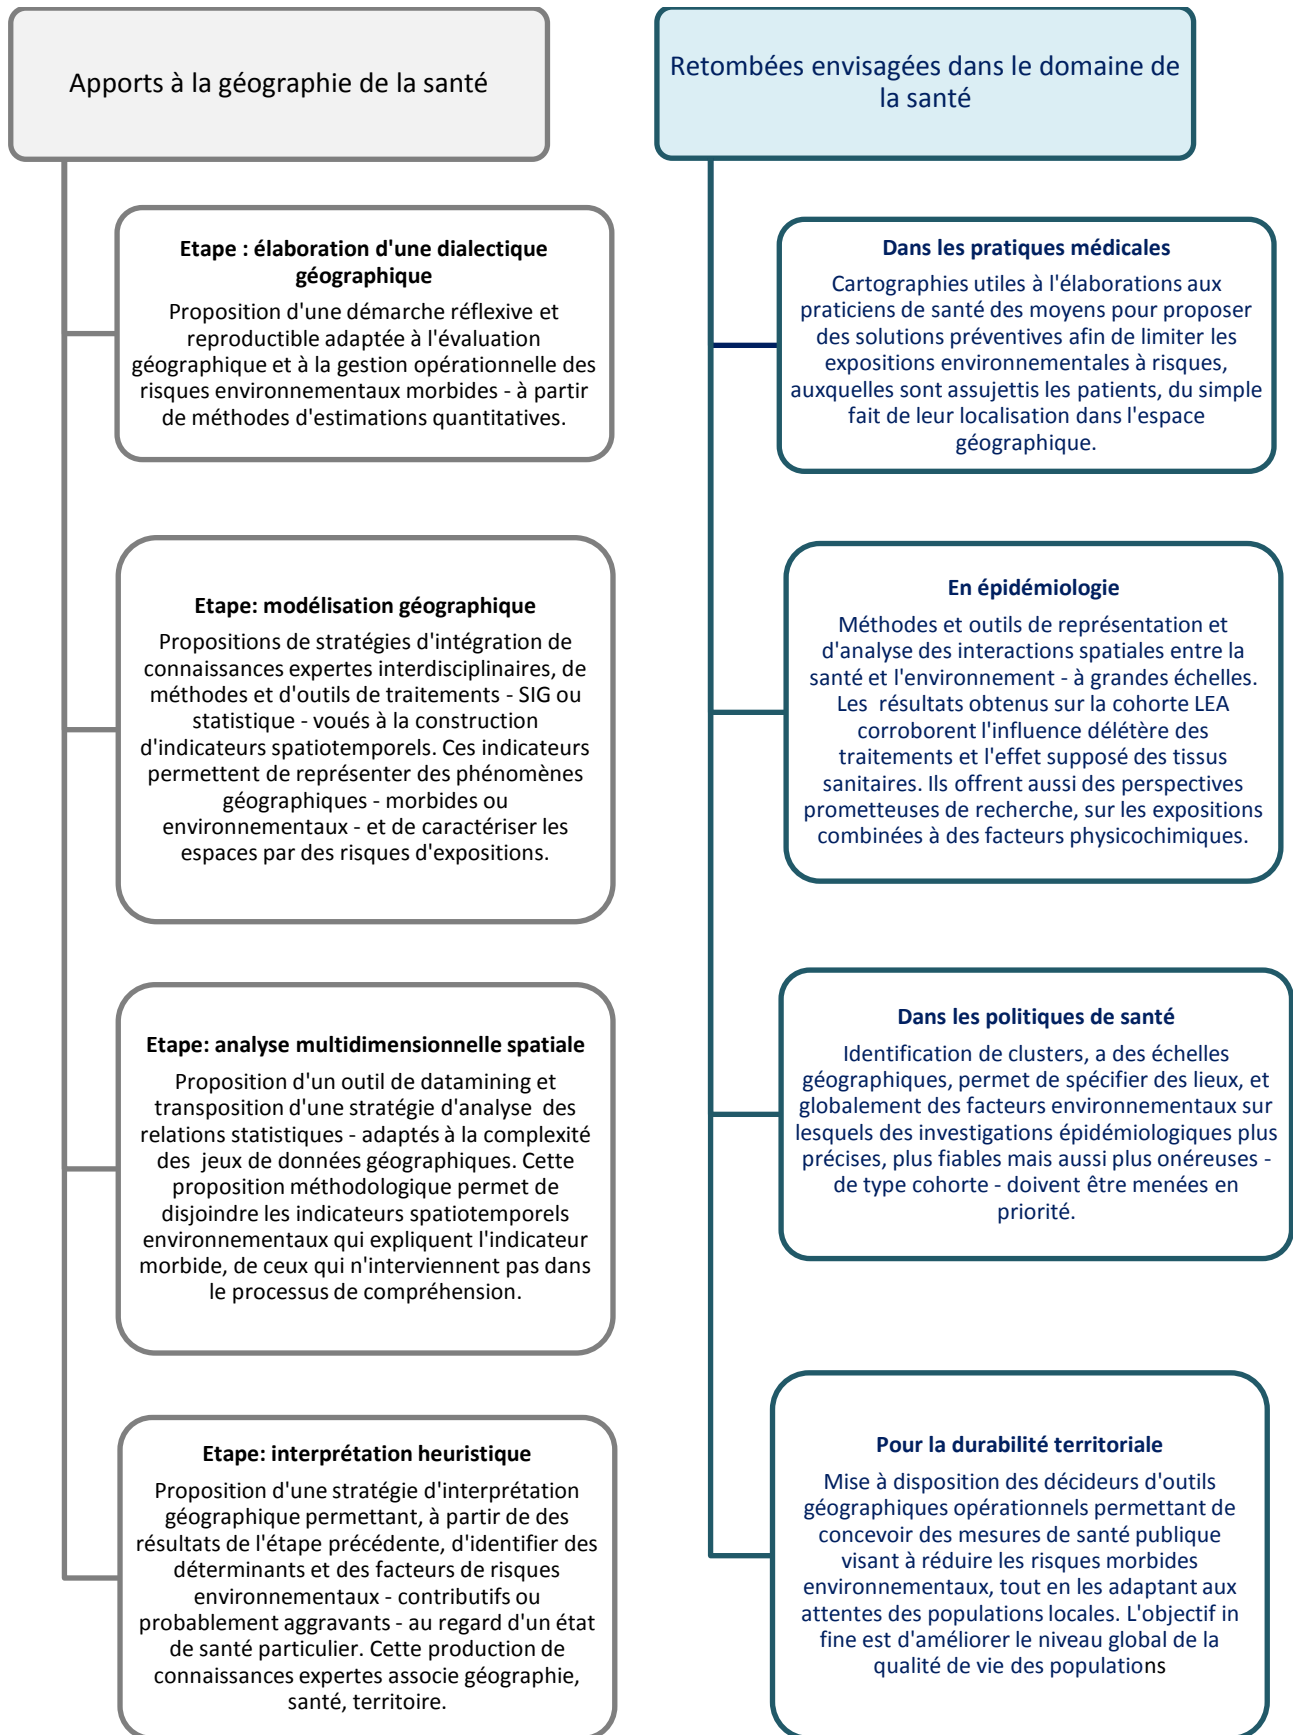 Apports à la géographie de la santé
Etape : élaboration d'une dialectique
géographique
Proposition d'une démarche réflexive et
reproductible adaptée à l'évaluation
géographique et à la gestion opérationnelle des
risques environnementaux morbides - à partir
de méthodes d'estimations quantitatives.
Etape: modélisation géographique
Propositions de stratégies d'intégration de
connaissances expertes interdisciplinaires, de
méthodes et d'outils de traitements - SIG ou
statistique - voués à la construction
d'indicateurs spatiotemporels. Ces indicateurs
permettent de représenter des phénomènes
géographiques - morbides ou
environnementaux - et de caractériser les
espaces par des risques d'expositions.
Etape: analyse multidimensionnelle spatiale
Proposition d'un outil de datamining et
transposition d'une stratégie d'analyse des
relations statistiques - adaptés à la complexité
des jeux de données géographiques. Cette
proposition méthodologique permet de
disjoindre les indicateurs spatiotemporels
environnementaux qui expliquent l'indicateur
morbide, de ceux qui n'interviennent pas dans
le processus de compréhension.
Etape: interprétation heuristique
Proposition d'une stratégie d'interprétation
géographique permettant, à partir de des
résultats de l'étape précédente, d'identifier des
déterminants et des facteurs de risques
environnementaux - contributifs ou
probablement aggravants - au regard d'un état
de santé particulier. Cette production de
connaissances expertes associe géographie,
santé, territoire.
Retombées envisagées dans le domaine de
la santé
Dans les pratiques médicales
Cartographies utiles à l'élaborations aux
praticiens de santé des moyens pour proposer
des solutions préventives afin de limiter les
expositions environnementales à risques,
auxquelles sont assujettis les patients, du simple
fait de leur localisation dans l'espace
géographique.
En épidémiologie
Méthodes et outils de représentation et
d'analyse des interactions spatiales entre la
santé et l'environnement - à grandes échelles.
Les résultats obtenus sur la cohorte LEA
corroborent l'influence délétère des
traitements et l'effet supposé des tissus
sanitaires. Ils offrent aussi des perspectives
prometteuses de recherche, sur les expositions
combinées à des facteurs physicochimiques.
Dans les politiques de santé
Identification de clusters, a des échelles
géographiques, permet de spécifier des lieux, et
globalement des facteurs environnementaux sur
lesquels des investigations épidémiologiques plus
précises, plus fiables mais aussi plus onéreuses -
de type cohorte - doivent être menées en
priorité.
Pour la durabilité territoriale
Mise à disposition des décideurs d'outils
géographiques opérationnels permettant de
concevoir des mesures de santé publique
visant à réduire les risques morbides
environnementaux, tout en les adaptant aux
attentes des populations locales. L'objectif in
fine est d'améliorer le niveau global de la
qualité de vie des populations